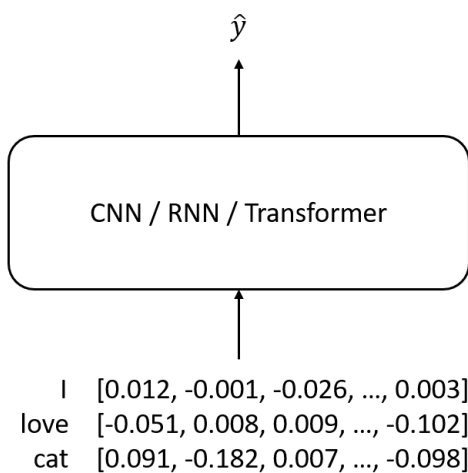 ŷ
CNN / RNN / Transformer
I [0.012, -0.001, -0.026, ..., 0.003]
love [-0.051, 0.008, 0.009, ..., -0.102]
cat [0.091, -0.182, 0.007, ..., -0.098]